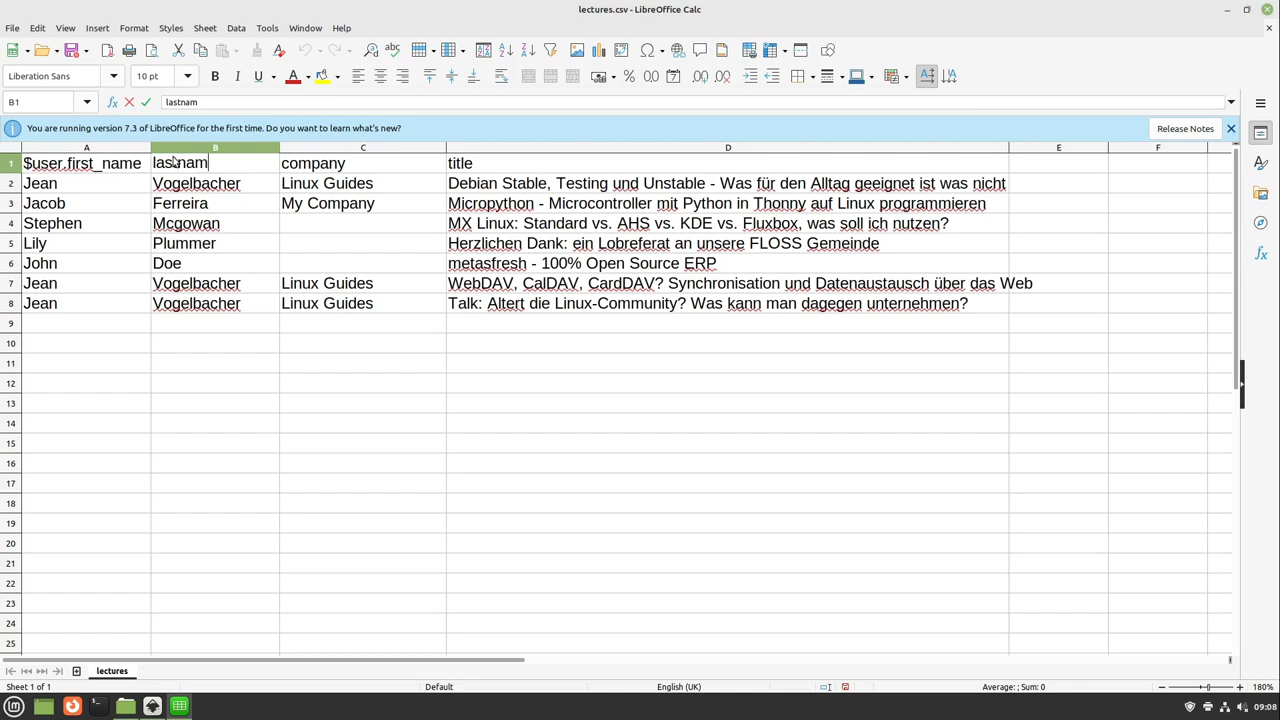 lectures.csv - LibreOffice Calc
File Edit View Insert Format Styles Sheet Data Tools Window Help
Liberation Sans 10 pt
B1 lastnam
You are running version 7.3 of LibreOffice for the first time. Do you want to learn what's new? Release Notes
A B C D E F
1 $user.first_name lastnam company title
2 Jean Vogelbacher Linux Guides Debian Stable, Testing und Unstable - Was für den Alltag geeignet ist was nicht
3 Jacob Ferreira My Company Micropython - Microcontroller mit Python in Thonny auf Linux programmieren
4 Stephen Mcgowan MX Linux: Standard vs. AHS vs. KDE vs. Fluxbox, was soll ich nutzen?
5 Lily Plummer Herzlichen Dank: ein Lobreferat an unsere FLOSS Gemeinde
6 John Doe metasfresh - 100% Open Source ERP
7 Jean Vogelbacher Linux Guides WebDAV, CalDAV, CardDAV? Synchronisation und Datenaustausch über das Web
8 Jean Vogelbacher Linux Guides Talk: Altert die Linux-Community? Was kann man dagegen unternehmen?
9
10
11
12
13
14
15
16
17
18
19
20
21
22
23
24
25
lectures
Sheet 1 of 1 Default English (UK) Average: ; Sum: 0 180%
09:08